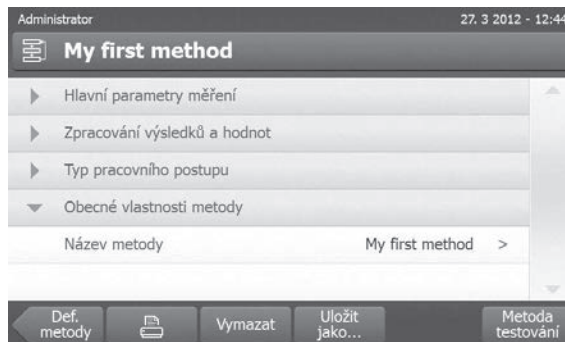 Administrator 27. 3 2012 - 12:44
My first method
Hlavní parametry měření
Zpracování výsledků a hodnot
Typ pracovního postupu
Obecné vlastnosti metody
Název metody My first method >
Def. metody
Vymazat
Uložit jako...
Metoda testování